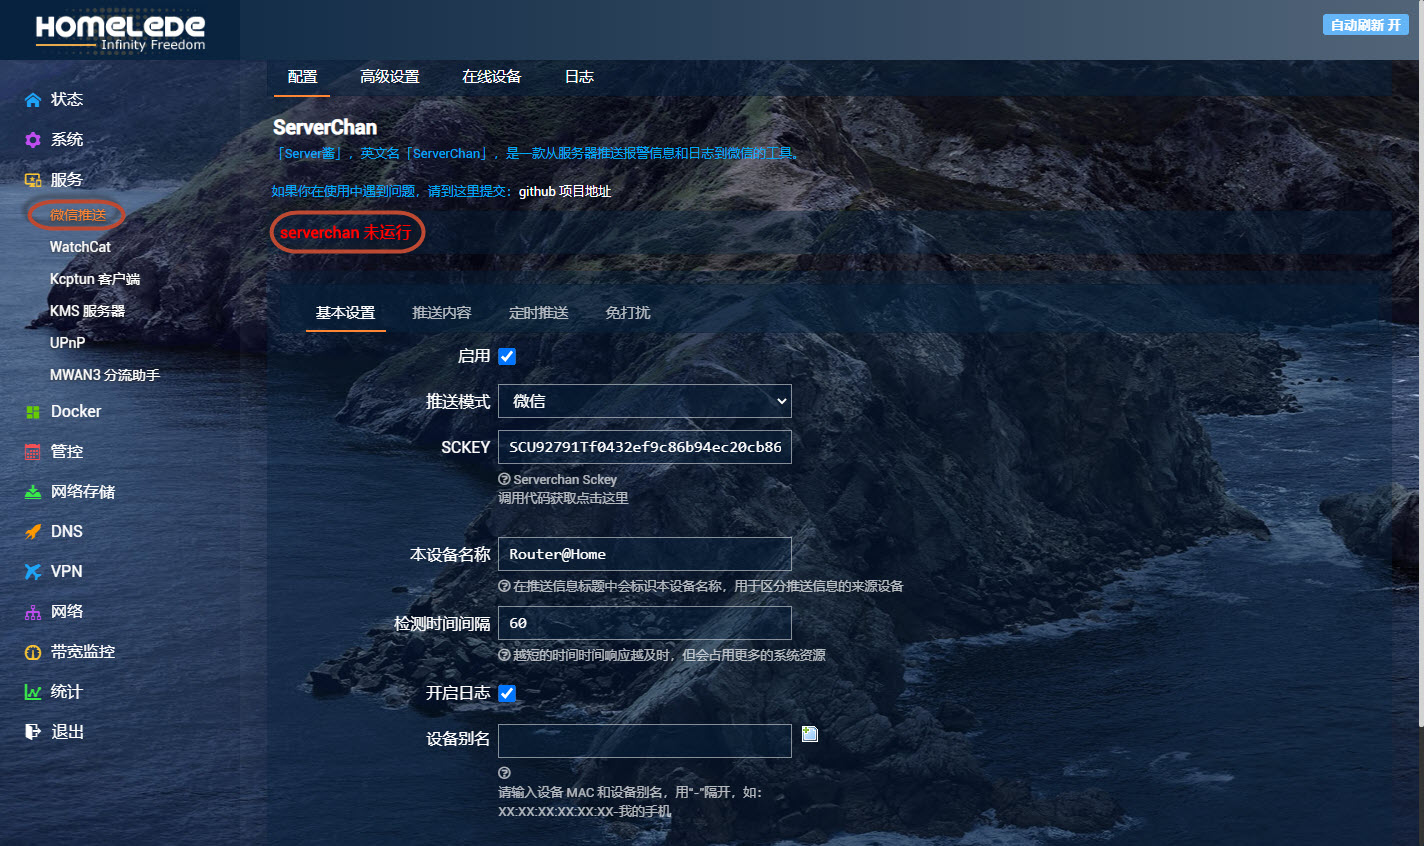 HOMELEDE
Infinity Freedom
自动刷新 开
状态
系统
服务
微信推送
WatchCat
Kcptun 客户端
KMS 服务器
UPnP
MWAN3 分流助手
Docker
管控
网络存储
DNS
VPN
网络
带宽监控
统计
退出
配置 高级设置 在线设备 日志
ServerChan
「Server酱」，英文名「ServerChan」，是一款从服务器推送报警信息和日志到微信的工具。
如果你在使用中遇到问题，请到这里提交：github 项目地址
serverchan 未运行
基本设置 推送内容 定时推送 免打扰
启用
推送模式 微信
SCKEY SCU92791Tf0432ef9c86b94ec20cb86
Serverchan Sckey
调用代码获取点击这里
本设备名称 Router@Home
在推送信息标题中会标识本设备名称，用于区分推送信息的来源设备
检测时间间隔 60
越短的时间时间响应越及时，但会占用更多的系统资源
开启日志
设备别名
请输入设备 MAC 和设备别名，用“-”隔开，如：
XX:XX:XX:XX:XX:XX-我的手机